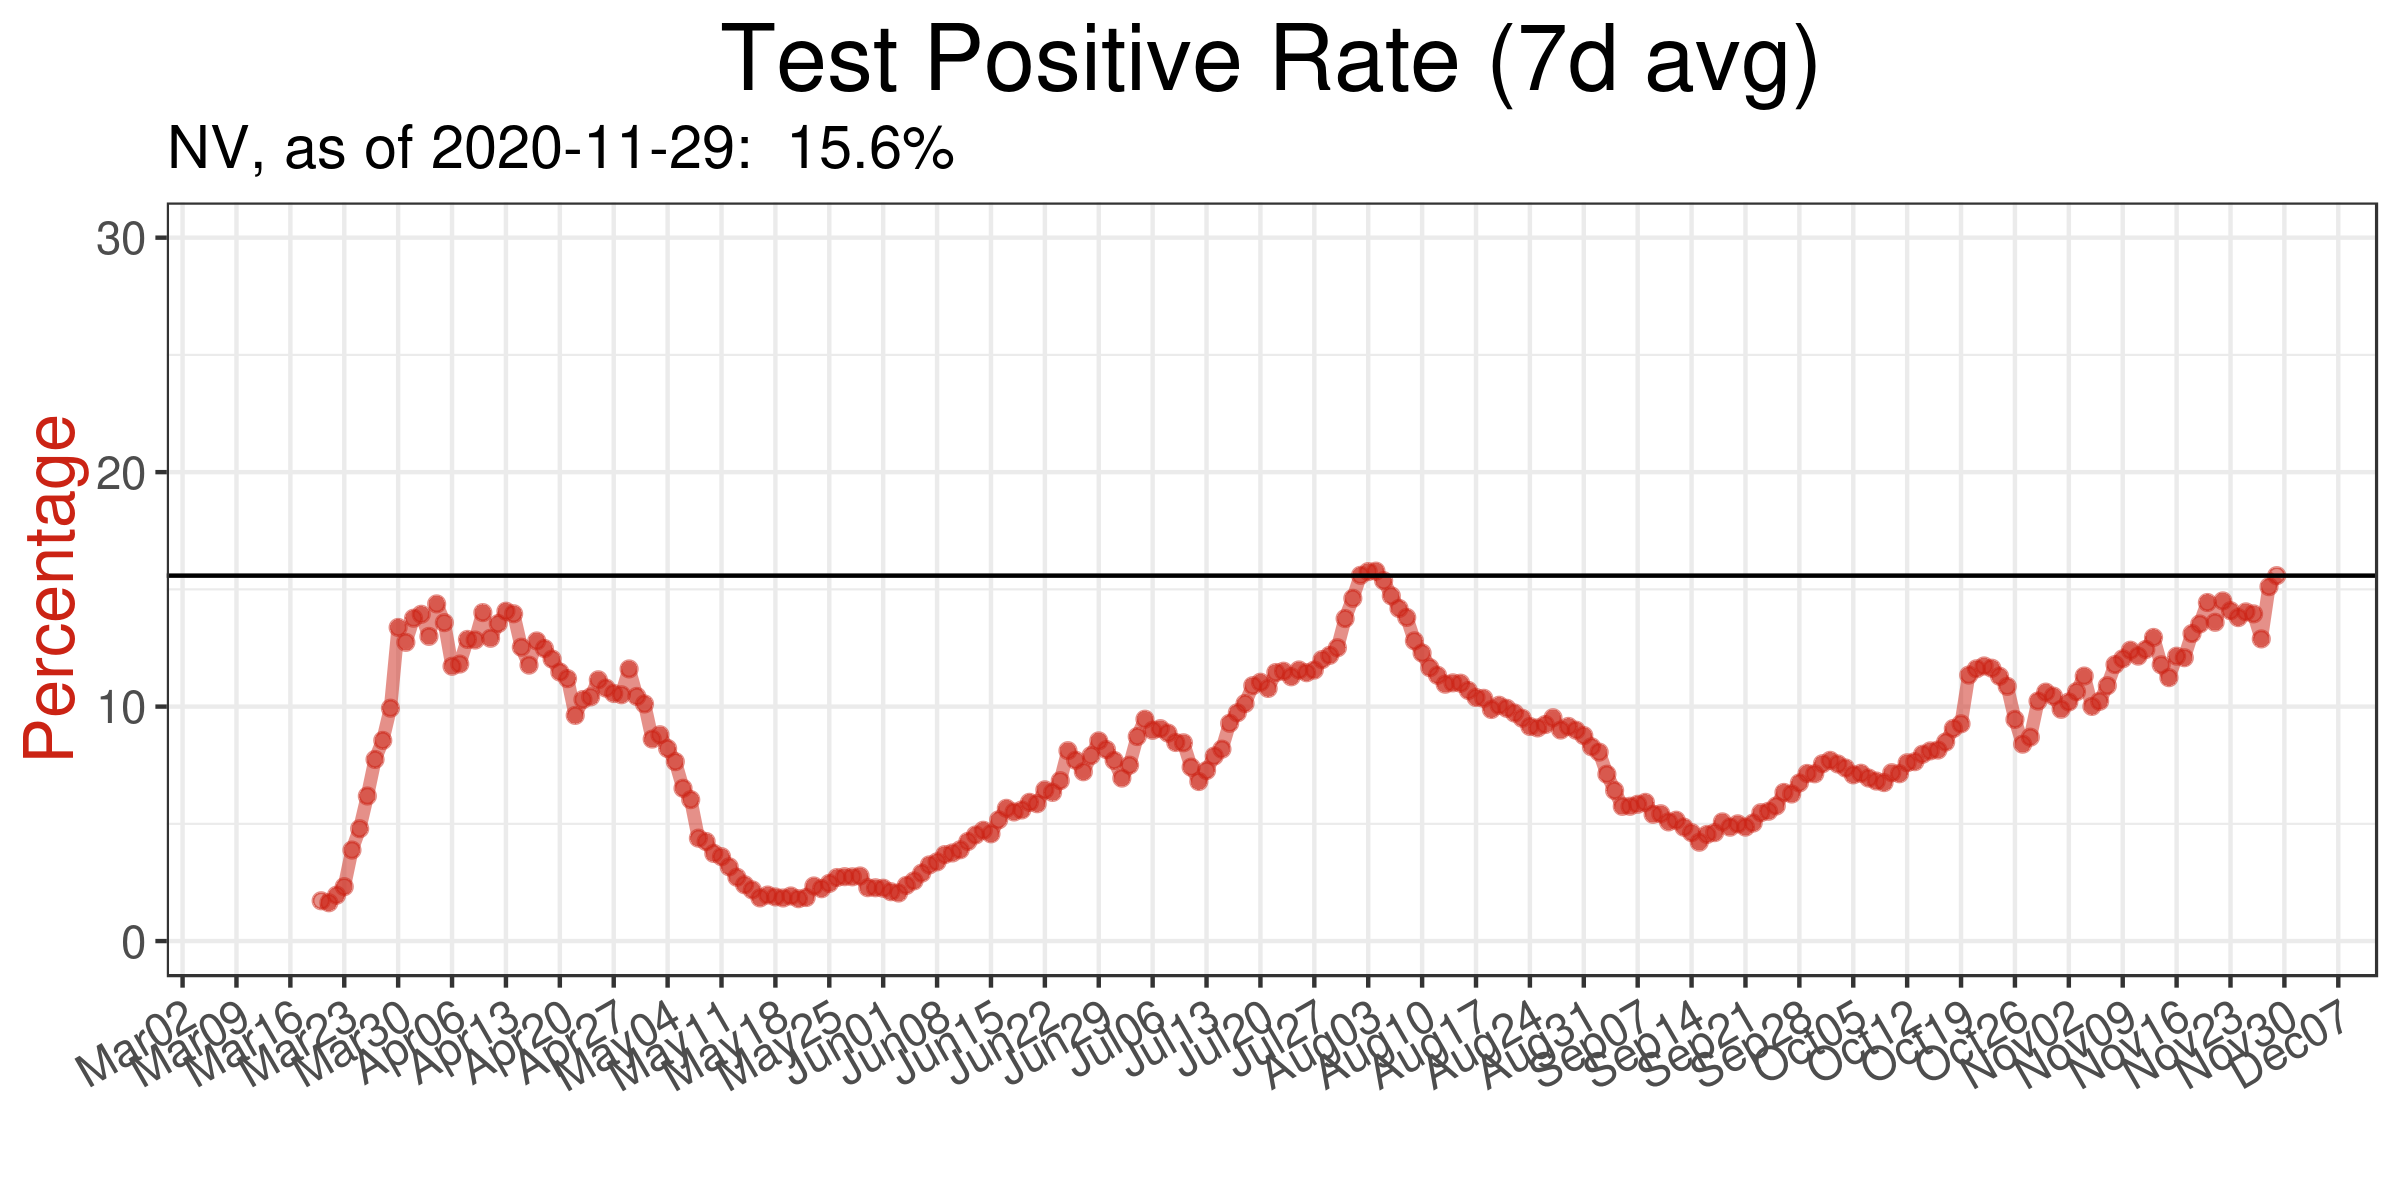 Test Positive Rate (7d avg)
NV, as of 2020-11-29:  15.6%
Percentage
30
20
10
0
Mar02
Mar09
Mar16
Mar23
Mar30
Apr06
Apr13
Apr20
Apr27
May04
May11
May18
May25
Jun01
Jun08
Jun15
Jun22
Jun29
Jul06
Jul13
Jul20
Jul27
Aug03
Aug10
Aug17
Aug24
Aug31
Sep07
Sep14
Sep21
Sep28
Oct05
Oct12
Oct19
Oct26
Nov02
Nov09
Nov16
Nov23
Nov30
Dec07